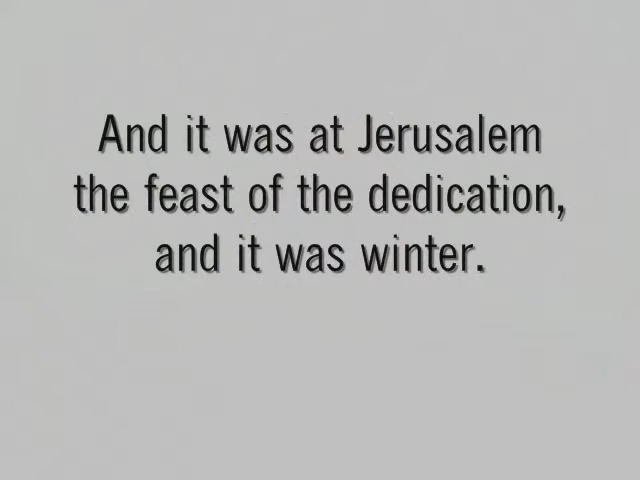 And it was at Jerusalem
the feast of the dedication,
and it was winter.